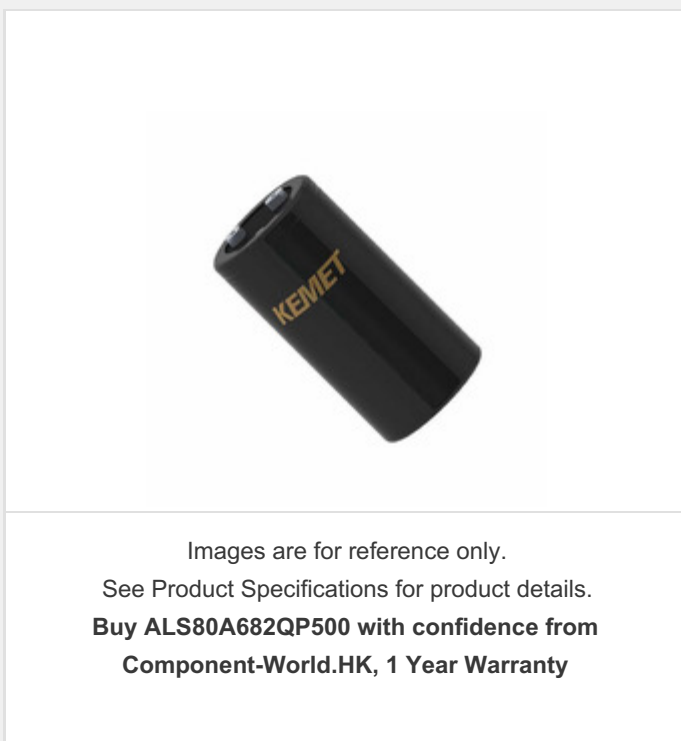 KEMET
Images are for reference only.
See Product Specifications for product details.
Buy ALS80A682QP500 with confidence from
Component-World.HK, 1 Year Warranty